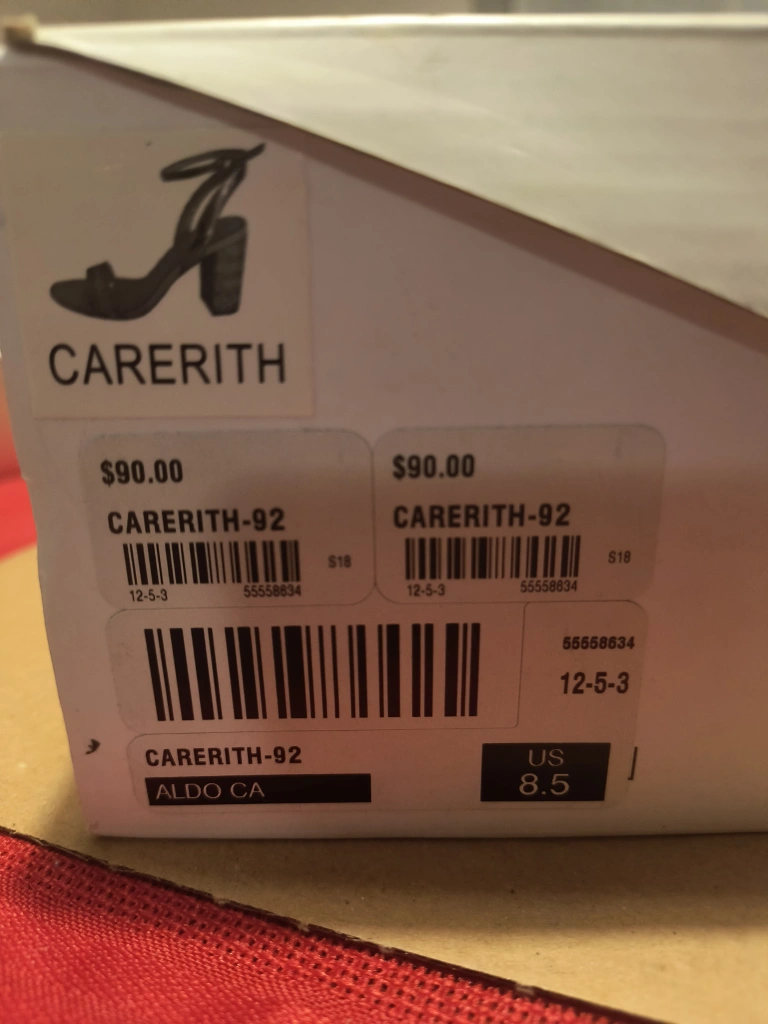 CARERITH
$90.00
CARERITH-92
S18
12-5-3 55558634
$90.00
CARERITH-92
S18
12-5-3 55558634
55558634
12-5-3
CARERITH-92
ALDO CA
US
8.5